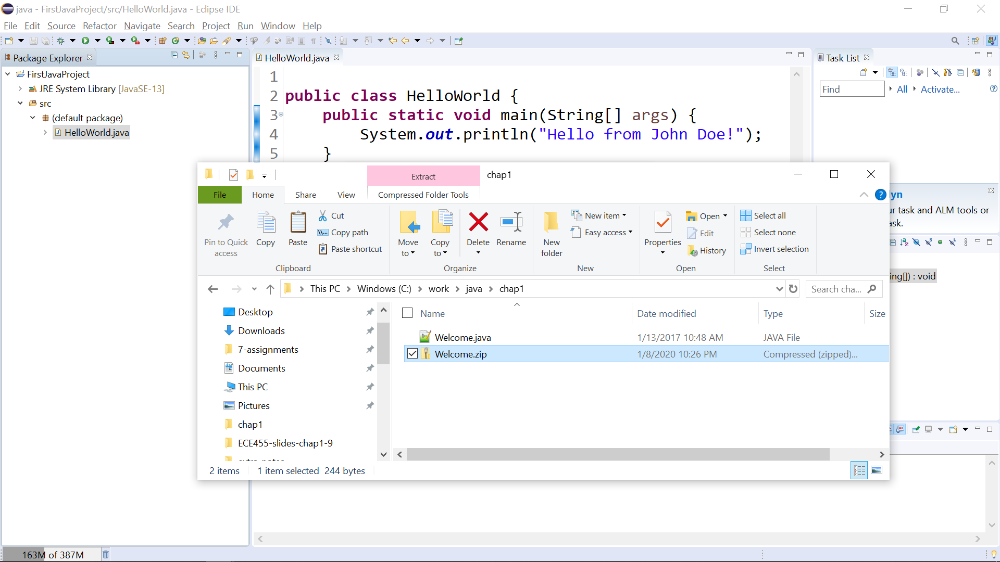 java - FirstJavaProject/src/HelloWorld.java - Eclipse IDE
File Edit Source Refactor Navigate Search Project Run Window Help
Package Explorer
FirstJavaProject
JRE System Library [JavaSE-13]
src
(default package)
HelloWorld.java
HelloWorld.java
1
2 public class HelloWorld {
3 public static void main(String[] args) {
4 System.out.println("Hello from John Doe!");
5 }
Task List
Find All Activate...
lyn
ur task and ALM tools or
ask.
ing[]) : void
Extract chap1
File Home Share View Compressed Folder Tools
Pin to Quick access
Copy
Paste
Cut
Copy path
Paste shortcut
Clipboard
Move to
Copy to
Delete
Rename
Organize
New folder
New item
Easy access
New
Properties
Open
Edit
History
Open
Select all
Select none
Invert selection
Select
This PC Windows (C:) work java chap1
Search cha...
Desktop
Downloads
7-assignments
Documents
This PC
Pictures
chap1
ECE455-slides-chap1-9
Name Date modified Type Size
Welcome.java 1/13/2017 10:48 AM JAVA File
Welcome.zip 1/8/2020 10:26 PM Compressed (zipped)...
2 items 1 item selected 244 bytes
163M of 387M